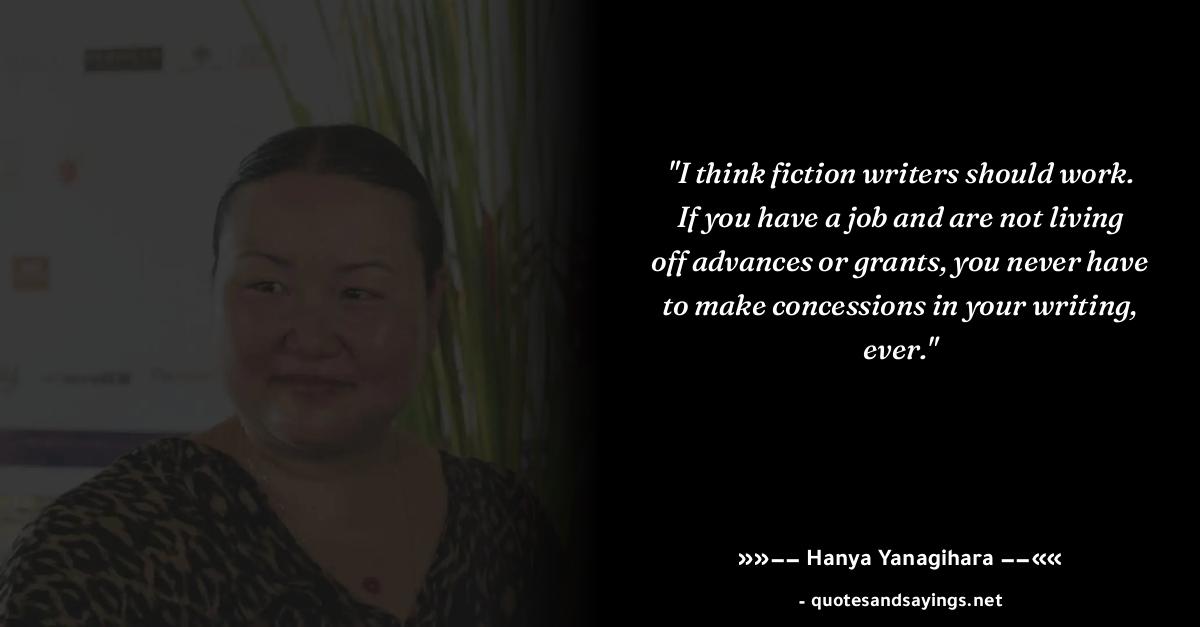 "I think fiction writers should work.
If you have a job and are not living
off advances or grants, you never have
to make concessions in your writing,
ever."
»»−− Hanya Yanagihara −−««
- quotesandsayings.net